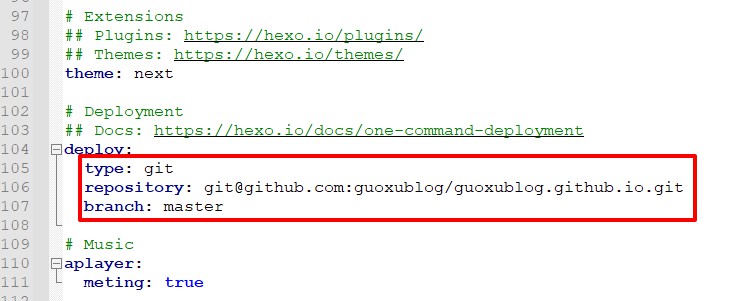 97 # Extensions
98 ## Plugins: https://hexo.io/plugins/
99 ## Themes: https://hexo.io/themes/
100 theme: next
101
102 # Deployment
103 ## Docs: https://hexo.io/docs/one-command-deployment
104 deploy:
105 type: git
106 repository: git@github.com:guoxublog/guoxublog.github.io.git
107 branch: master
108
109 # Music
110 aplayer:
111 meting: true